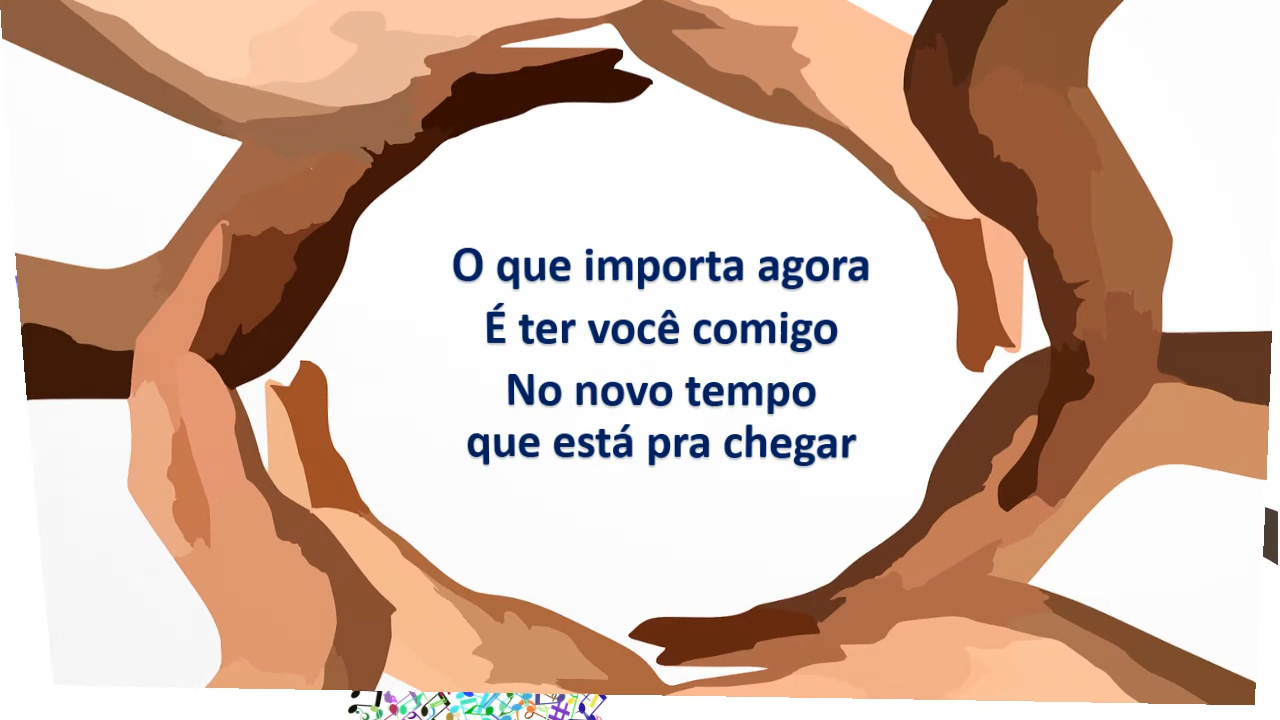 O que importa agora
É ter você comigo
No novo tempo
que está pra chegar